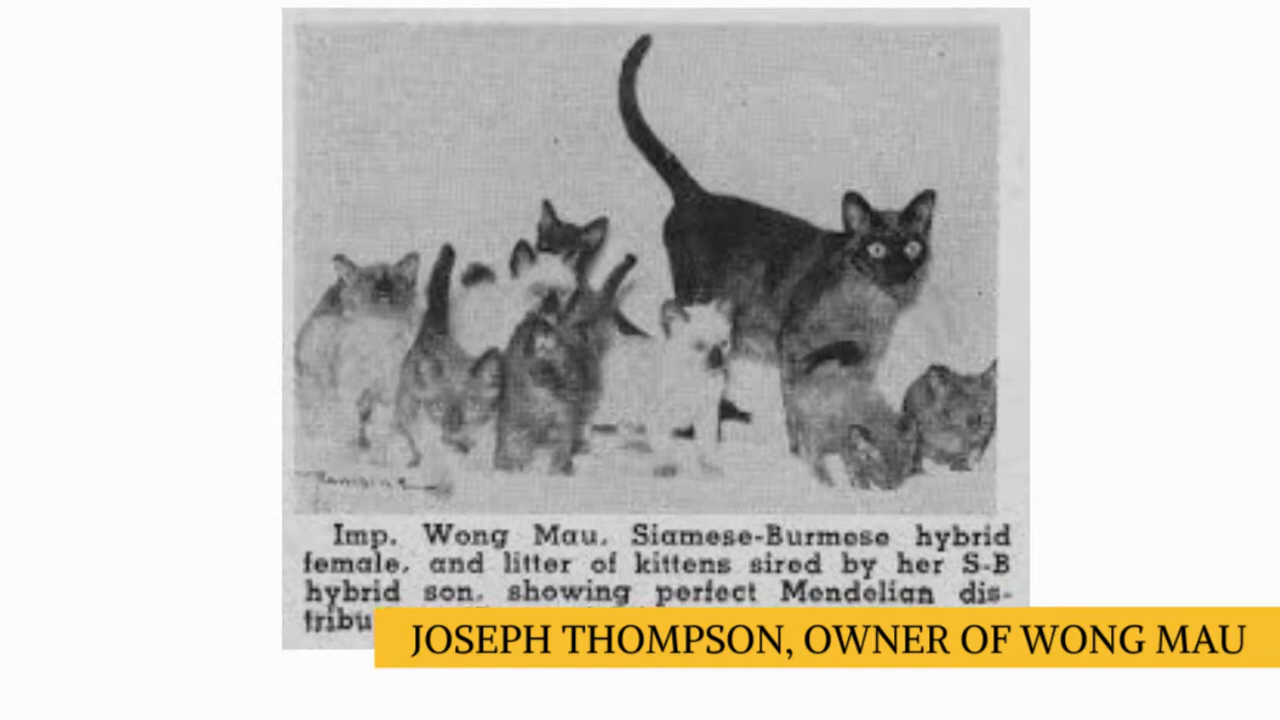 Imp. Wong Mau, Siamese-Burmese hybrid
female, and litter of kittens sired by her S-B
hybrid son, showing perfect Mendelian dis-
tribu
JOSEPH THOMPSON, OWNER OF WONG MAU